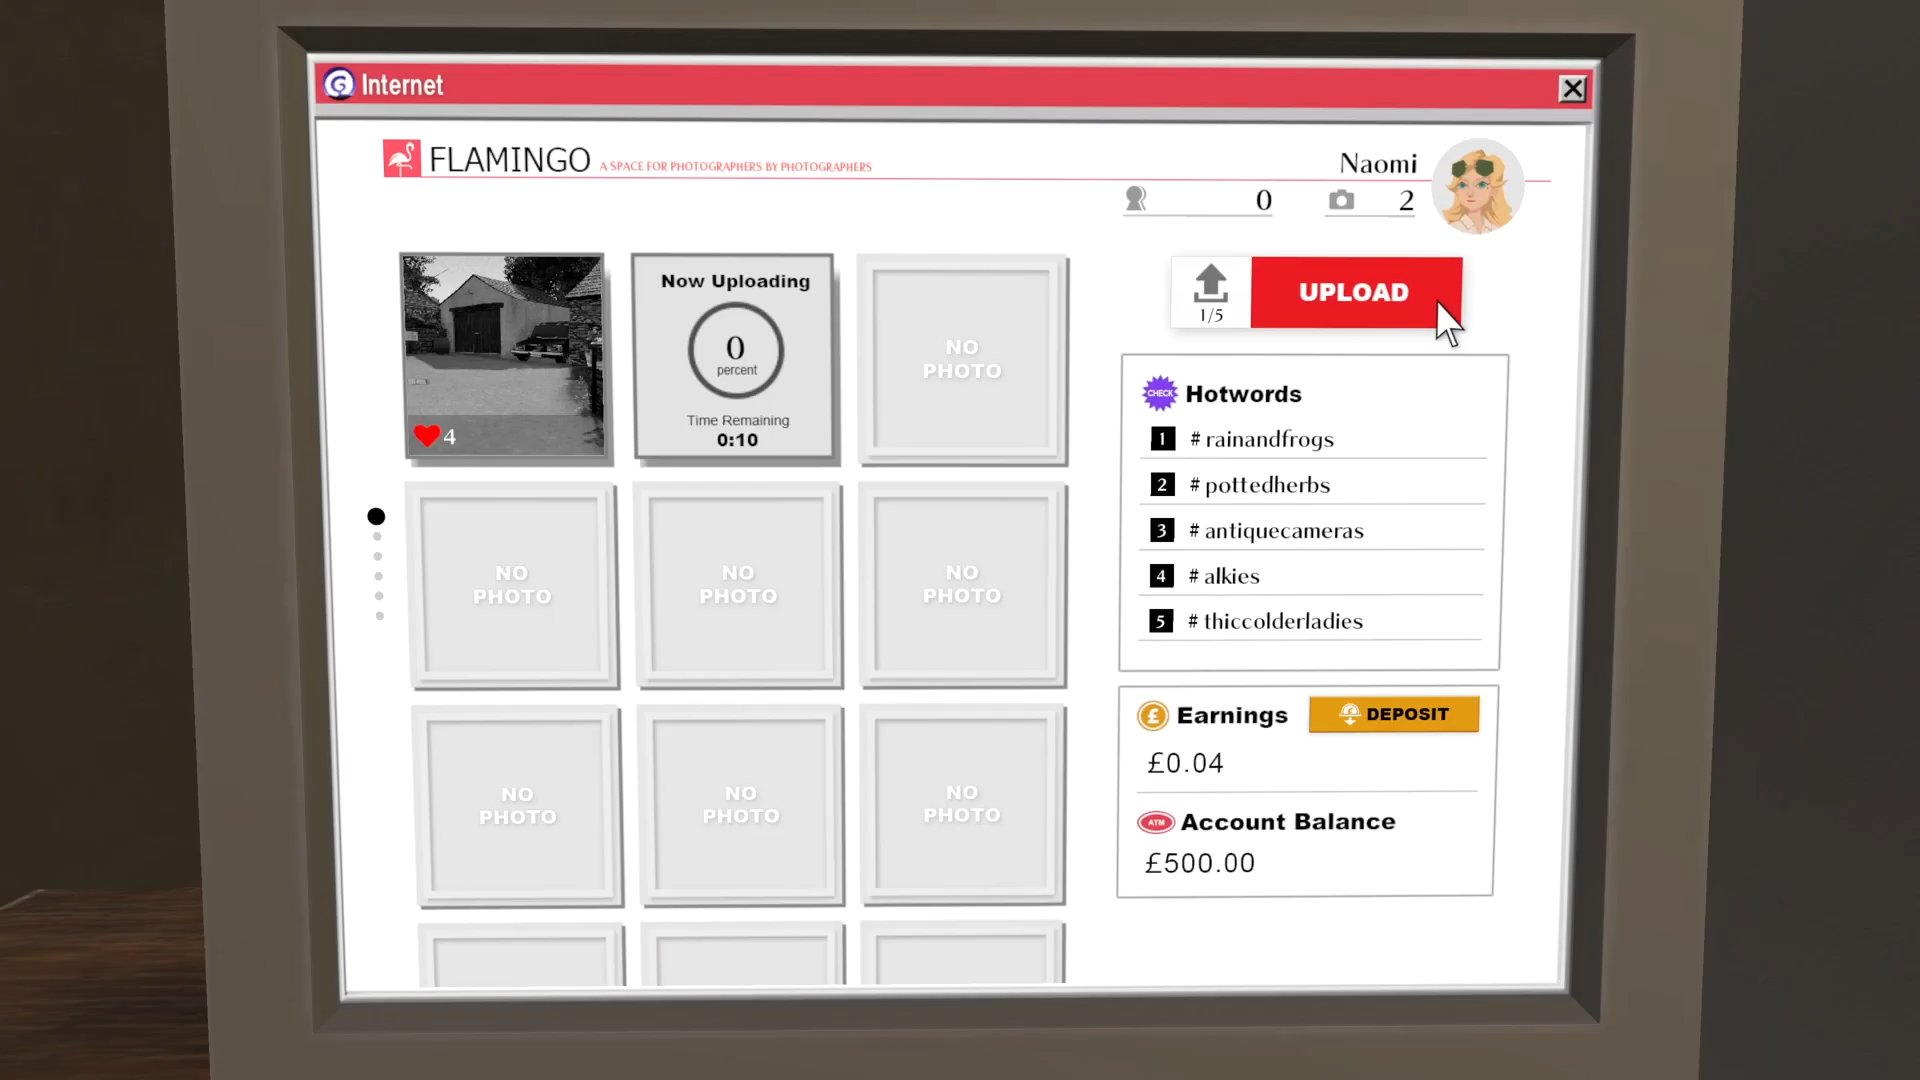 Internet
FLAMINGO A SPACE FOR PHOTOGRAPHERS BY PHOTOGRAPHERS
Naomi
0 2
4
Now Uploading
0
percent
Time Remaining
0:10
NO
PHOTO
1/5
UPLOAD
CHECK Hotwords
1 # rainandfrogs
2 # pottedherbs
3 # antiquecameras
4 # alkies
5 # thiccolderladies
NO
PHOTO
NO
PHOTO
NO
PHOTO
NO
PHOTO
NO
PHOTO
NO
PHOTO
£ Earnings
DEPOSIT
£0.04
ATM Account Balance
£500.00